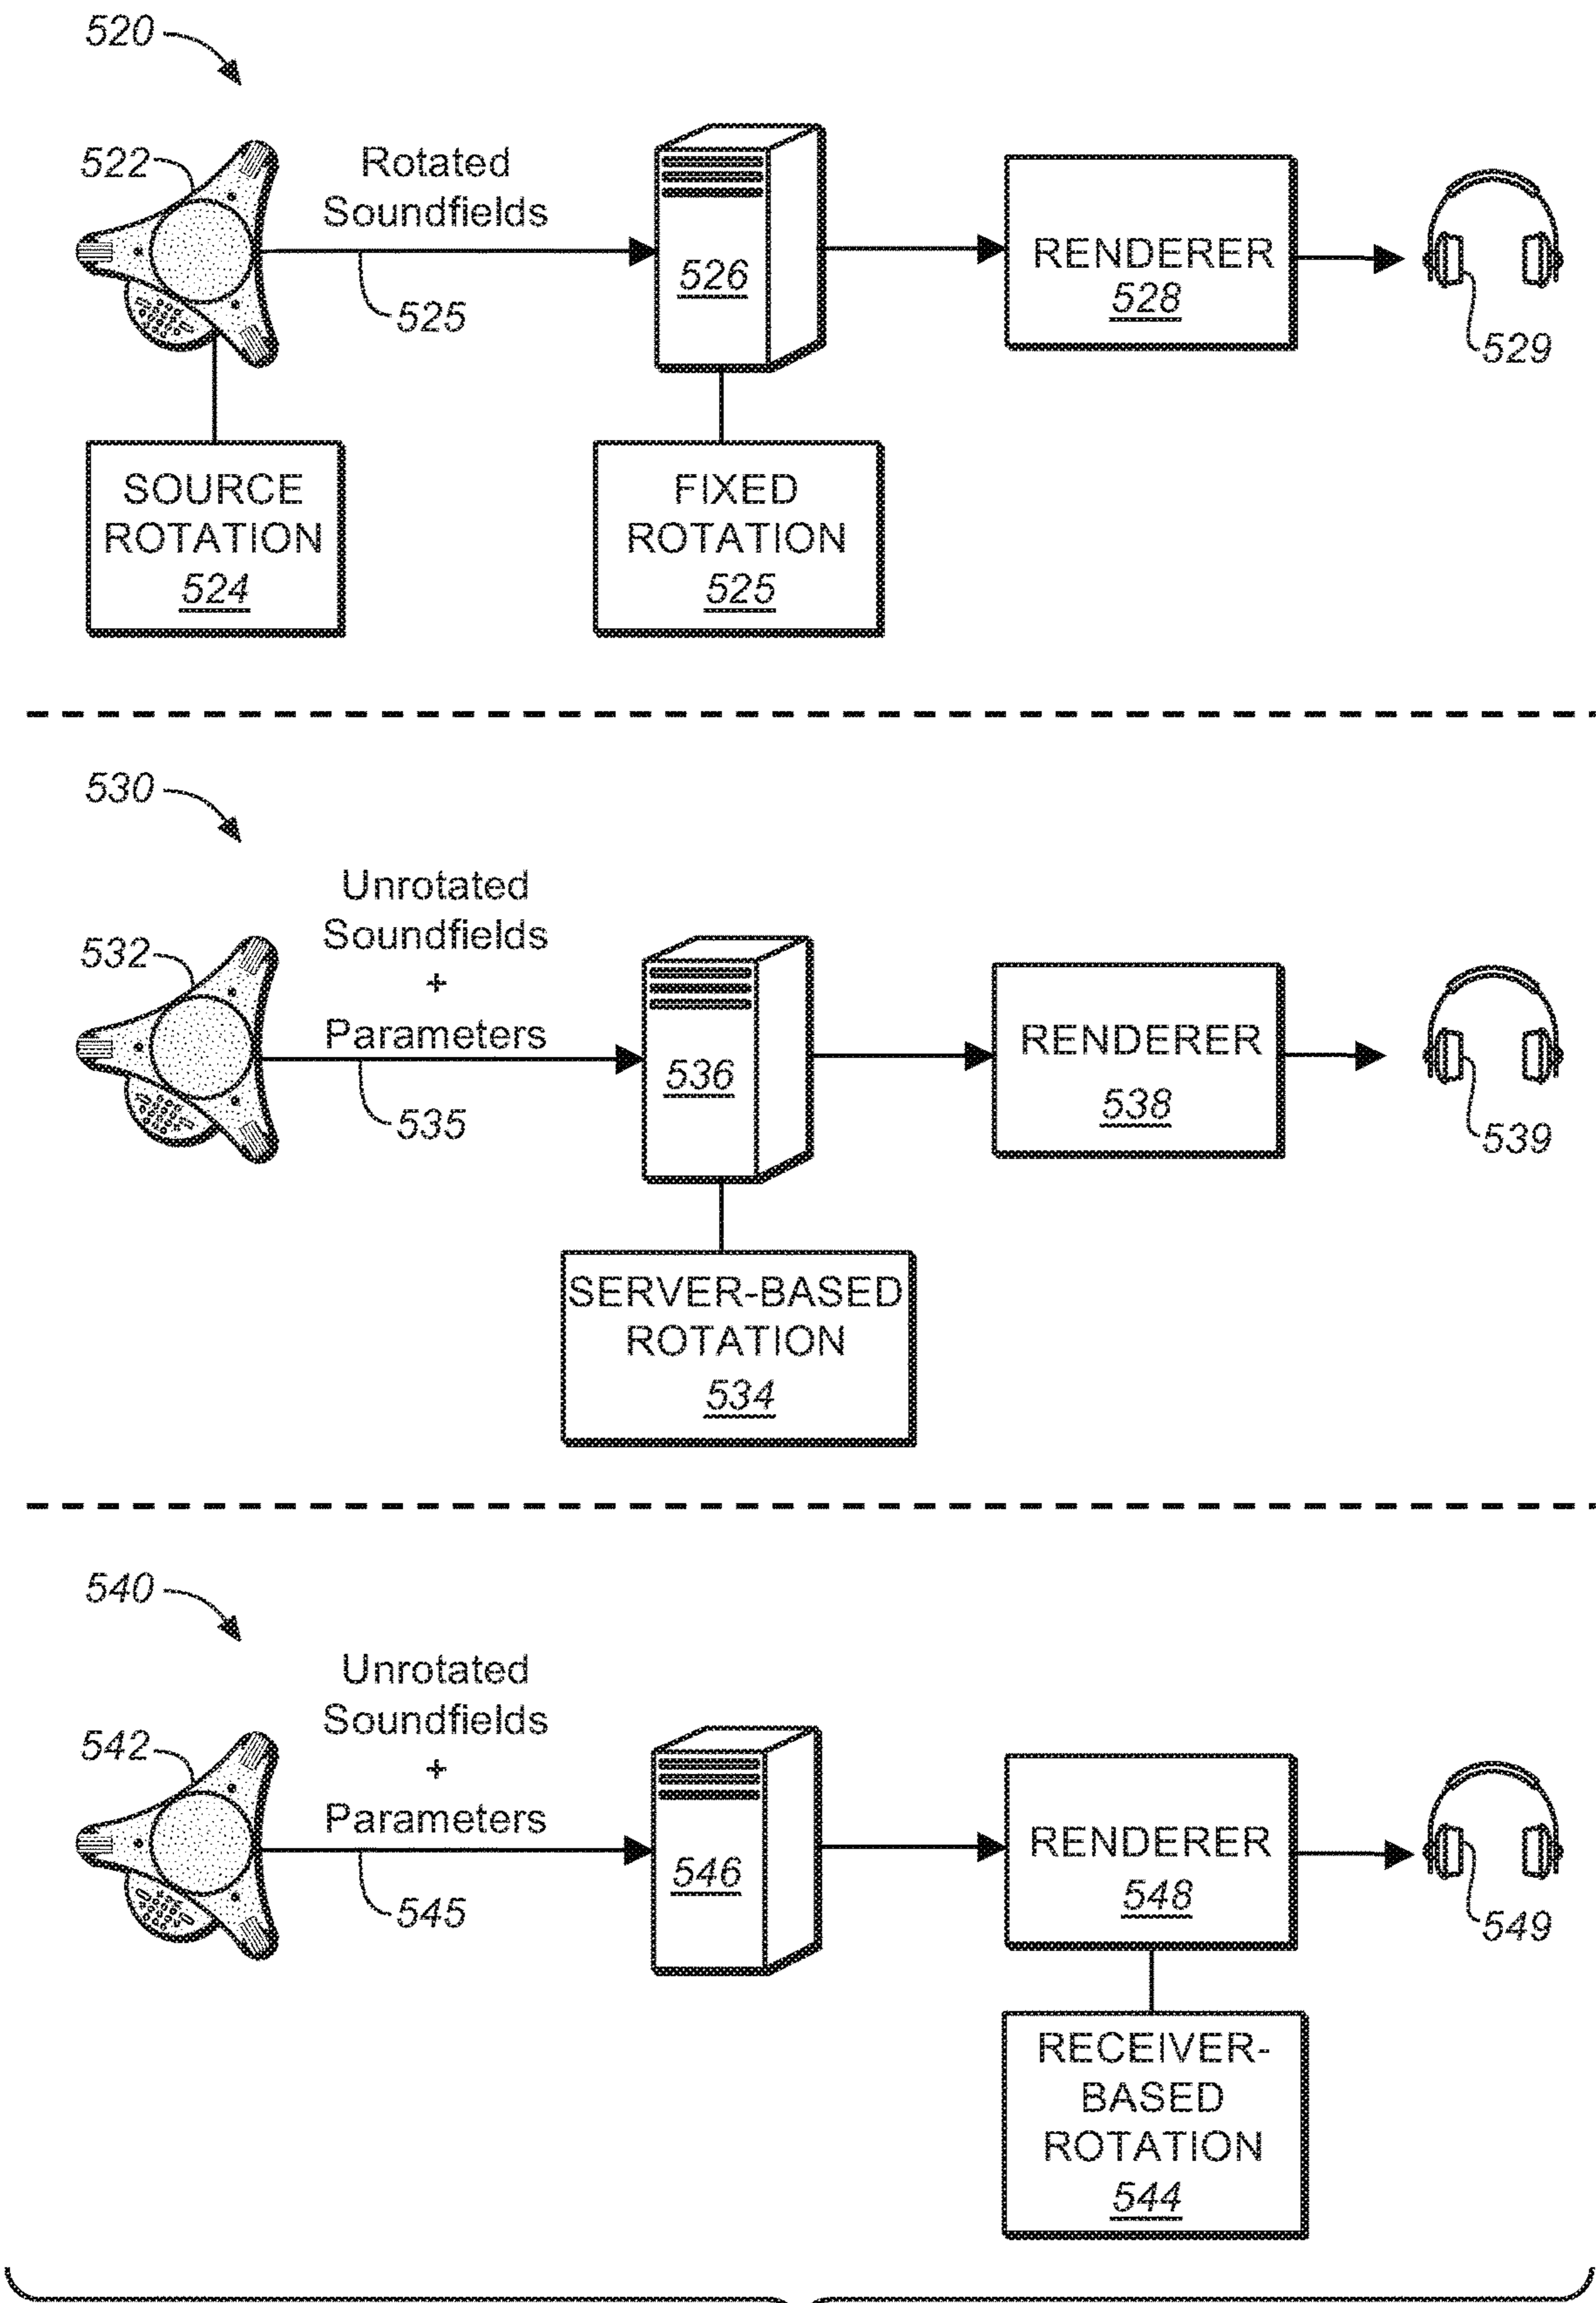 520
522
Rotated
Soundfields
525
526
RENDERER
528
529
SOURCE
ROTATION
524
FIXED
ROTATION
525
530
532
Unrotated
Soundfields
+
Parameters
535
536
RENDERER
538
539
SERVER-BASED
ROTATION
534
540
542
Unrotated
Soundfields
+
Parameters
545
546
RENDERER
548
549
RECEIVER-
BASED
ROTATION
544